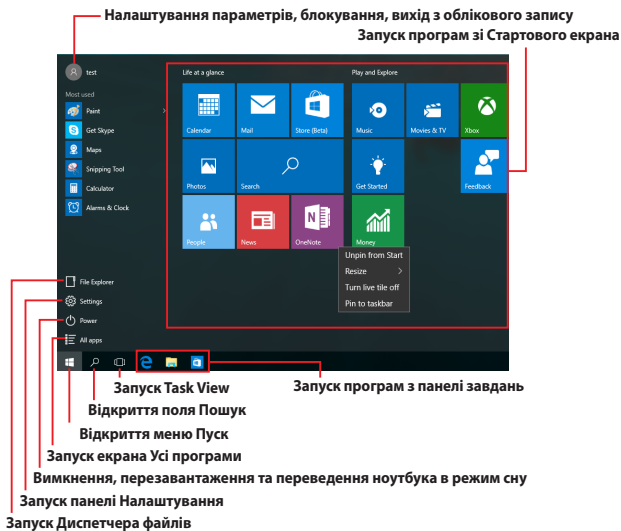 Налаштування параметрів, блокування, вихід з облікового запису
Запуск програм зі Стартового екрана
test
Life at a glance
Play and Explore
Most used
Paint
Get Skype
Maps
Snipping Tool
Calculator
Alarms & Clock
Calendar
Mail
Store (Beta)
Music
Movies & TV
Xbox
Photos
Search
Get Started
Feedback
People
News
OneNote
Money
Unpin from Start
Resize
Turn live tile off
Pin to taskbar
File Explorer
Settings
Power
All apps
Запуск Task View
Запуск програм з панелі завдань
Відкриття поля Пошук
Відкриття меню Пуск
Запуск екрана Усі програми
Вимкнення, перезавантаження та переведення ноутбука в режим сну
Запуск панелі Налаштування
Запуск Диспетчера файлів